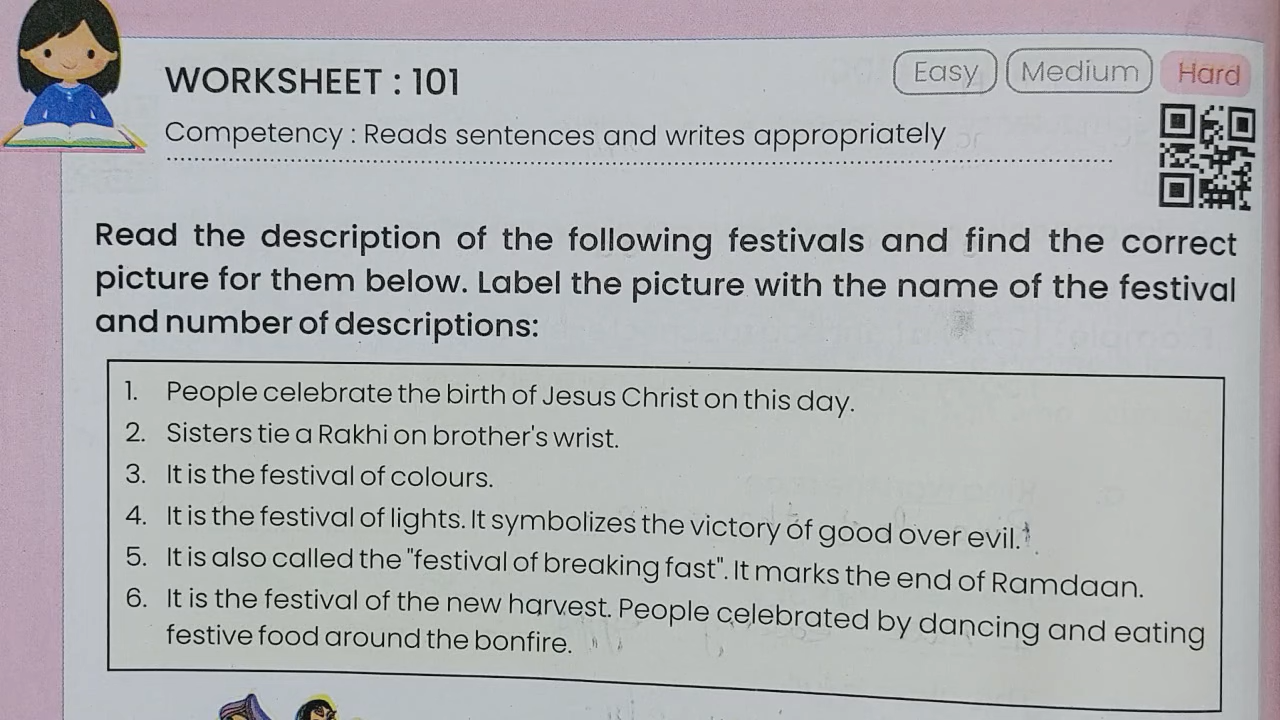 WORKSHEET : 101
Easy Medium Hard
Competency : Reads sentences and writes appropriately
Read the description of the following festivals and find the correct
picture for them below. Label the picture with the name of the festival
and number of descriptions:
1. People celebrate the birth of Jesus Christ on this day.
2. Sisters tie a Rakhi on brother's wrist.
3. It is the festival of colours.
4. It is the festival of lights. It symbolizes the victory of good over evil.
5. It is also called the "festival of breaking fast". It marks the end of Ramdaan.
6. It is the festival of the new harvest. People celebrated by dancing and eating
festive food around the bonfire.